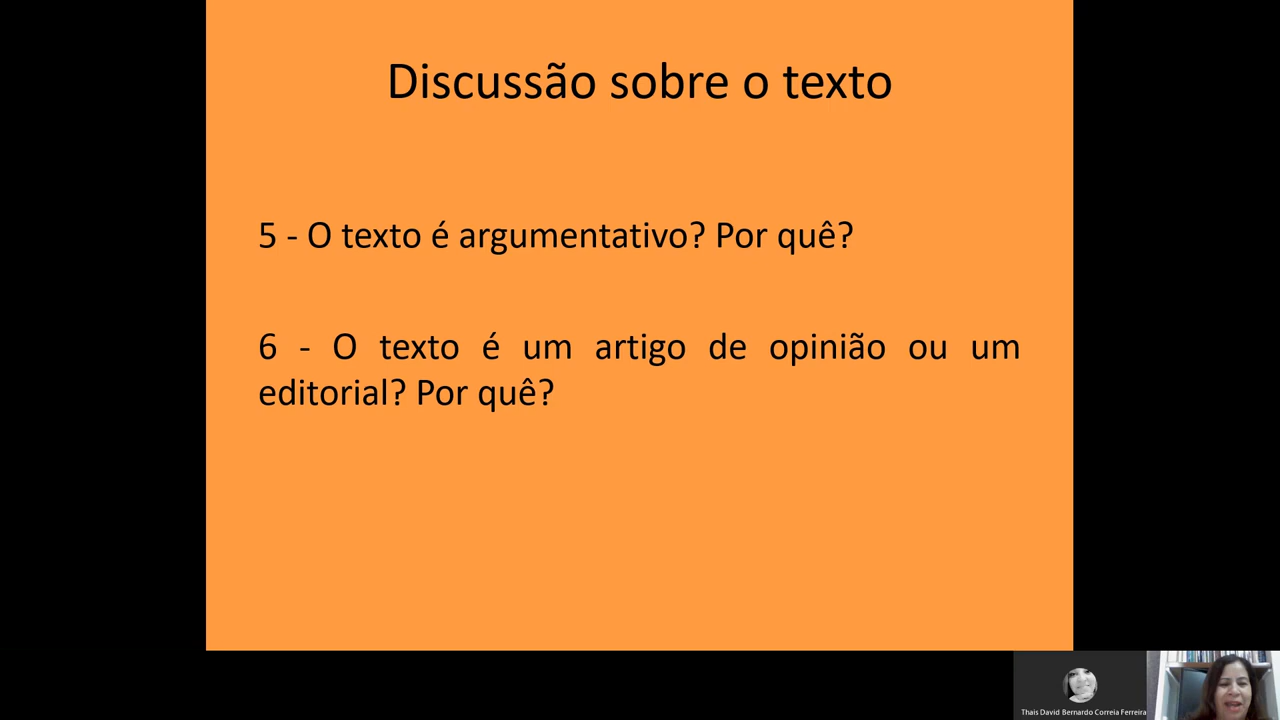 Discussão sobre o texto
5 - O texto é argumentativo? Por quê?
6 - O texto é um artigo de opinião ou um
editorial? Por quê?
Thais David Bernardo Correia Ferreira